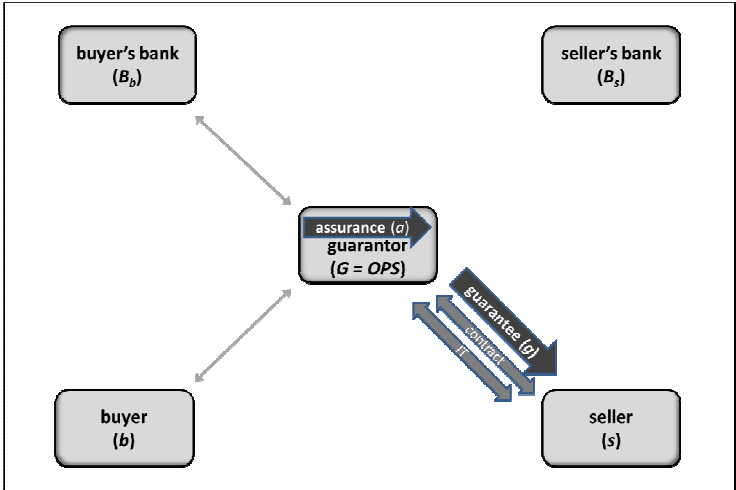 buyer's bank
(Bb)
seller's bank
(Bs)
assurance (a)
guarantor
(G = OPS)
guarantee (g)
contract
IT
buyer
(b)
seller
(s)